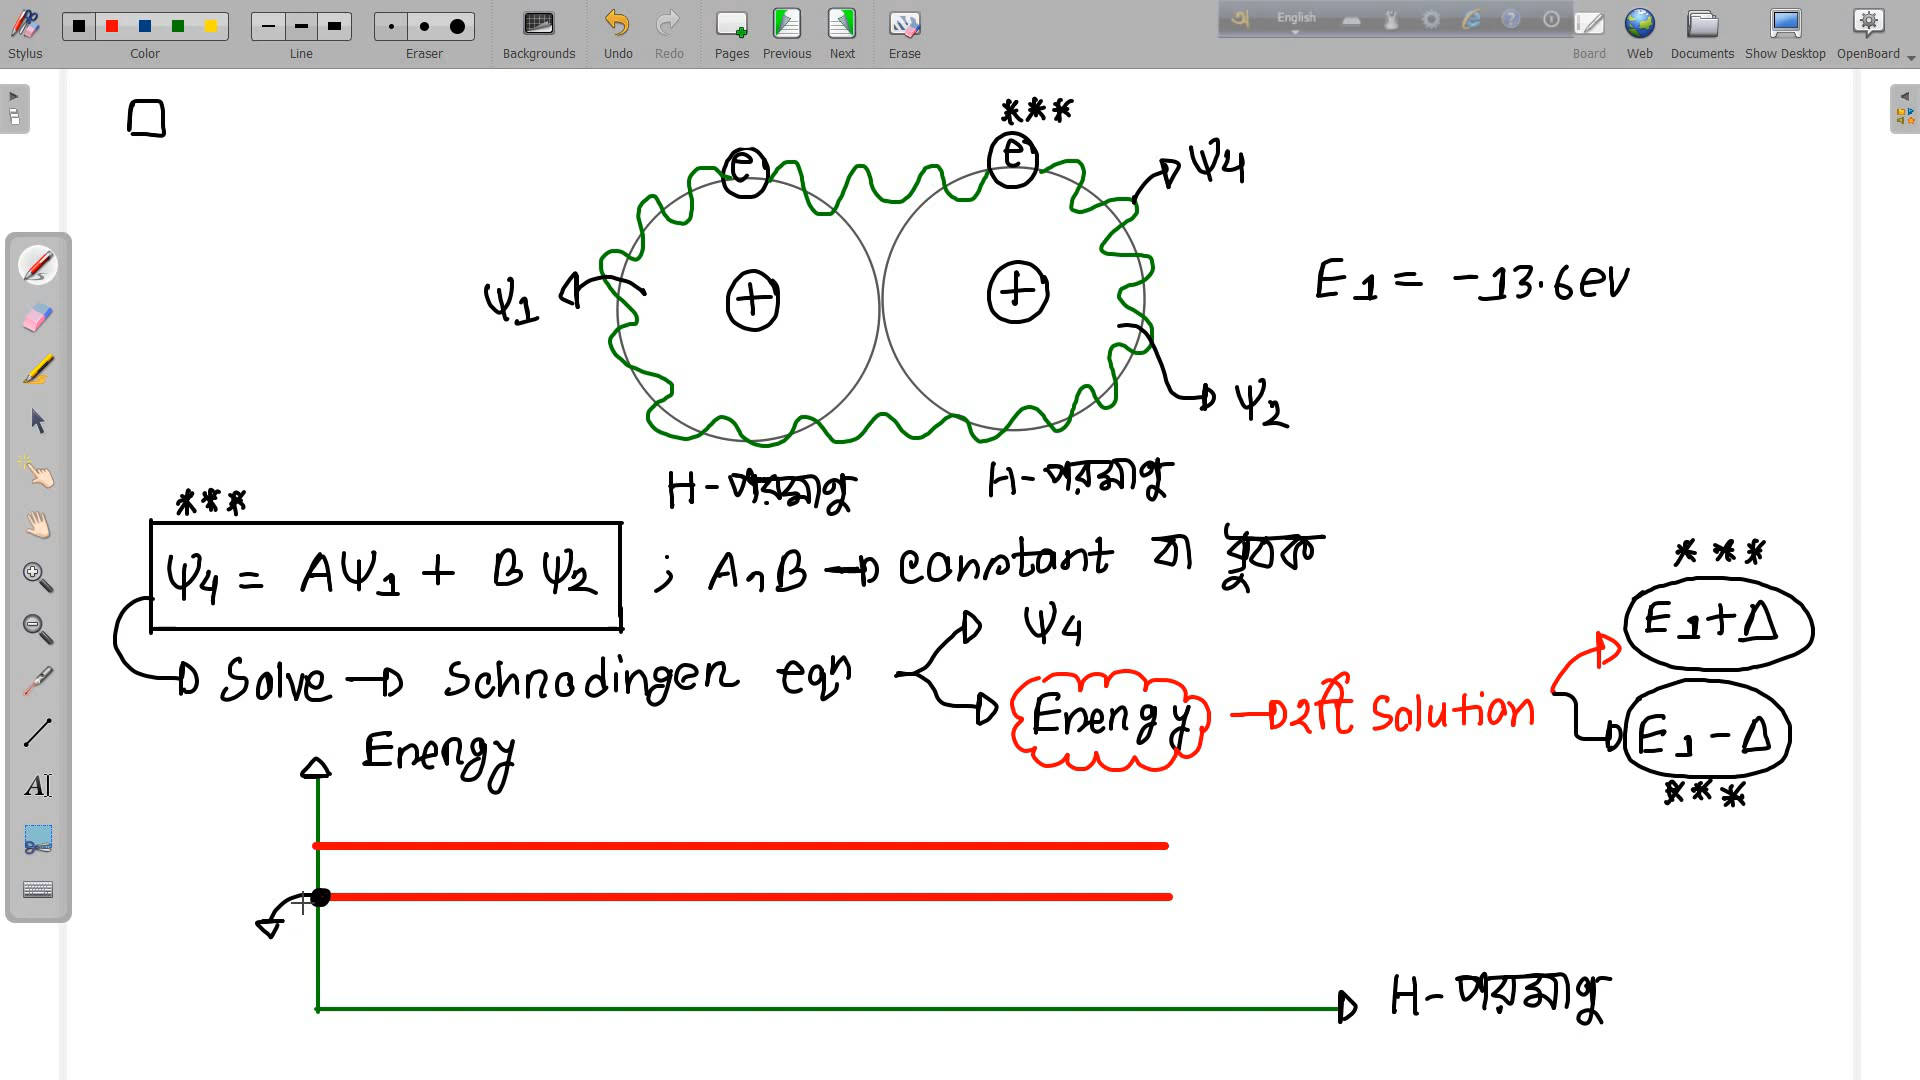 Stylus Color Line Eraser Backgrounds Undo Redo Pages Previous Next Erase English Board Web Documents Show Desktop OpenBoard
***
e e
ψ4
ψ1 + + E1 = -13.6ev
ψ2
H-পরমাণু H-পরমাণু
***
ψ4 = Aψ1 + Bψ2 ; A, B → constant বা ধ্রুবক
***
ψ4
E1+Δ
Solve → Schrodinger eqn
Energy → 2টি Solution
E1-Δ
***
Energy
H-পরমাণু